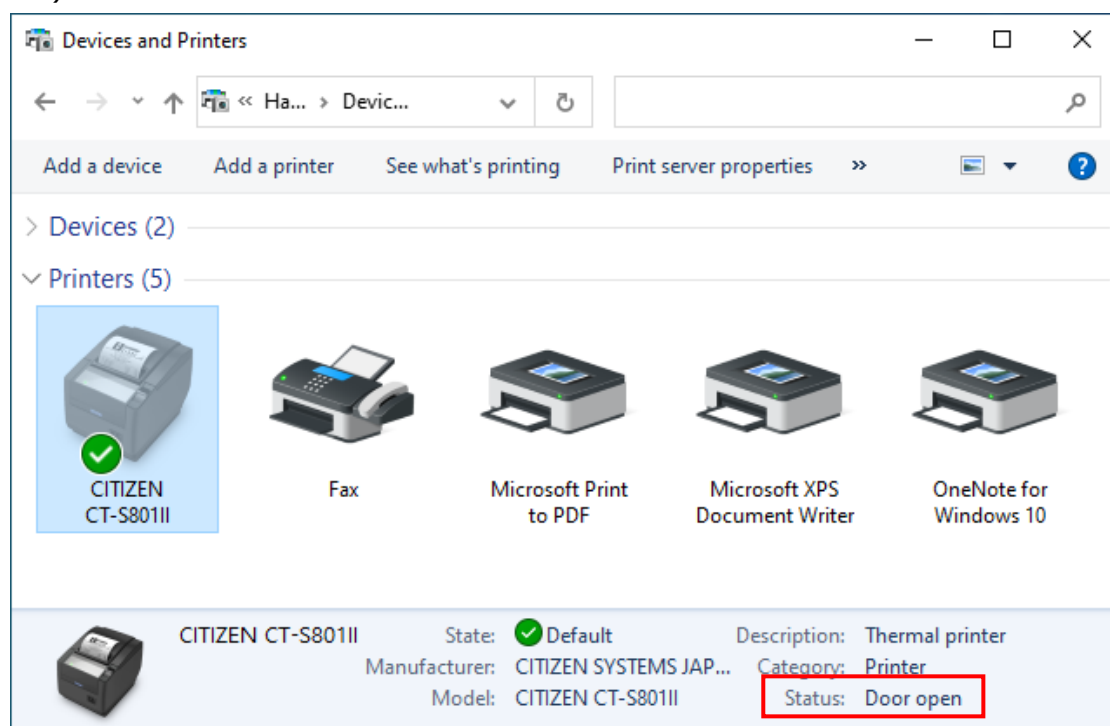 Devices and Printers
« Ha... › Devic...
Add a device Add a printer See what's printing Print server properties »
Devices (2)
Printers (5)
CITIZEN CT-S801II
Fax
Microsoft Print to PDF
Microsoft XPS Document Writer
OneNote for Windows 10
CITIZEN CT-S801II State: Default Description: Thermal printer
Manufacturer: CITIZEN SYSTEMS JAP... Category: Printer
Model: CITIZEN CT-S801II Status: Door open